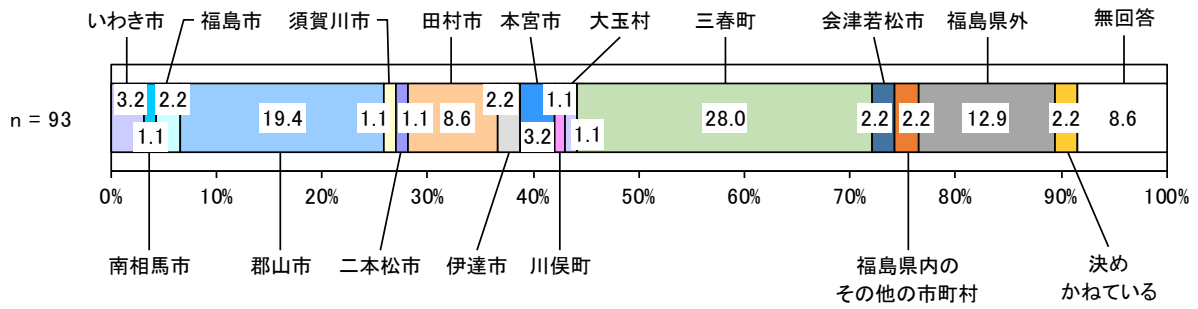 いわき市 福島市 須賀川市 田村市 本宮市 大玉村 三春町 会津若松市 福島県外 無回答
n = 93
3.2 1.1 2.2 19.4 1.1 1.1 8.6 2.2 3.2 1.1 1.1 28.0 2.2 2.2 12.9 2.2 8.6
0% 10% 20% 30% 40% 50% 60% 70% 80% 90% 100%
南相馬市 郡山市 二本松市 伊達市 川俣町 福島県内の 決め
その他の市町村 かねている